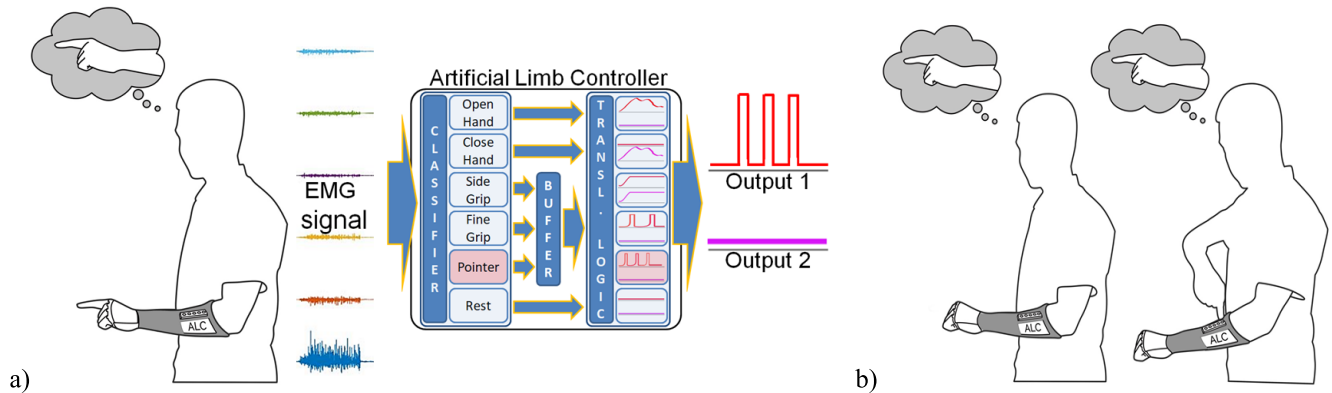 Artificial Limb Controller
EMG
signal
CLASSIFIER
Open
Hand
Close
Hand
Side
Grip
Fine
Grip
Pointer
Rest
BUFFER
TRANSL. LOGIC
Output 1
Output 2
ALC
a)
ALC
ALC
b)